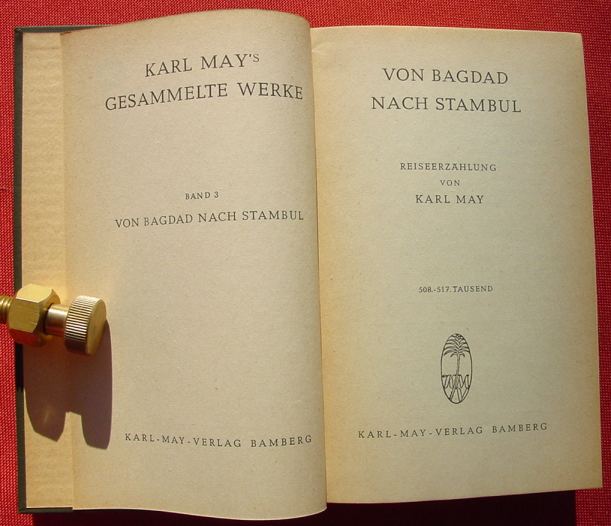 KARL MAY'S
GESAMMELTE WERKE
BAND 3
VON BAGDAD NACH STAMBUL
KARL-MAY-VERLAG BAMBERG
VON BAGDAD
NACH STAMBUL
REISEERZÄHLUNG
VON
KARL MAY
508.-517. TAUSEND
KARL-MAY-VERLAG BAMBERG